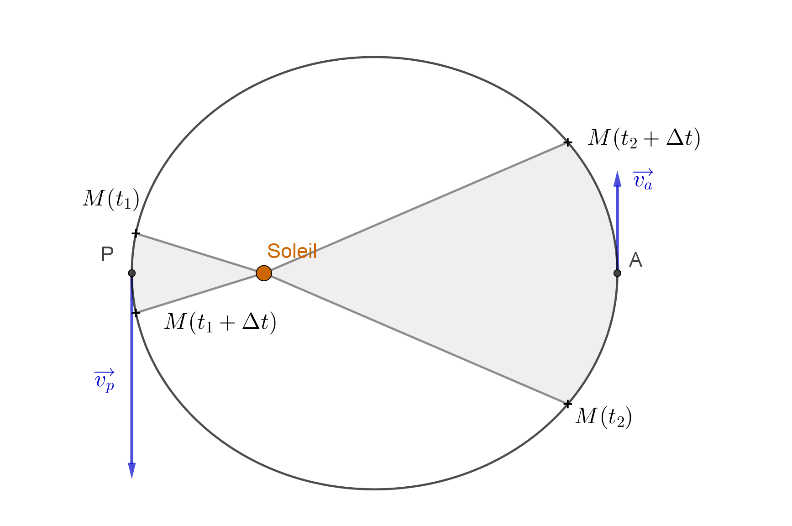 M(t₂ + Δt)
v⃗ₐ
M(t₁)
Soleil
P
A
M(t₁ + Δt)
v⃗ₚ
M(t₂)